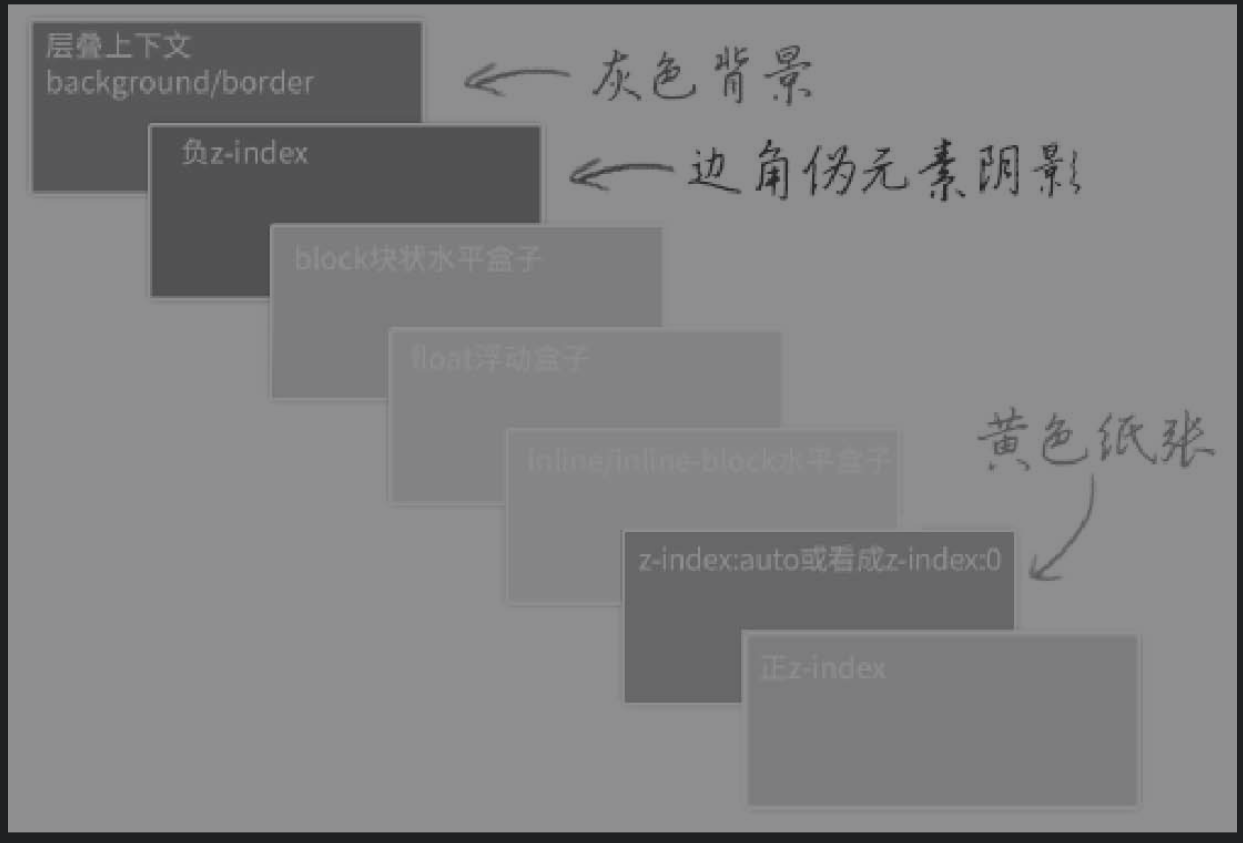 层叠上下文
background/border
灰色背景
负z-index
边角伪元素阴影
block块状水平盒子
float浮动盒子
黄色纸张
inline/inline-block水平盒子
z-index:auto或看成z-index:0
正z-index